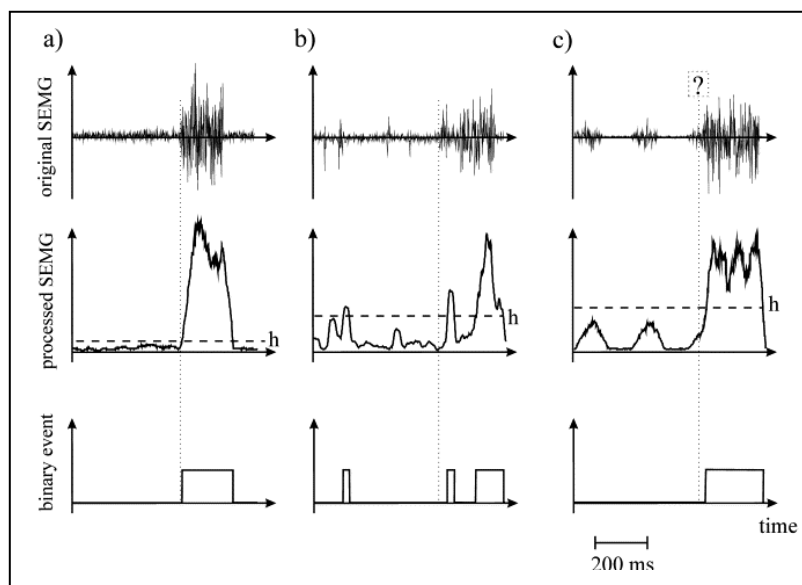 a)
b)
c)
?
original SEMG
processed SEMG
h
h
h
binary event
time
200 ms